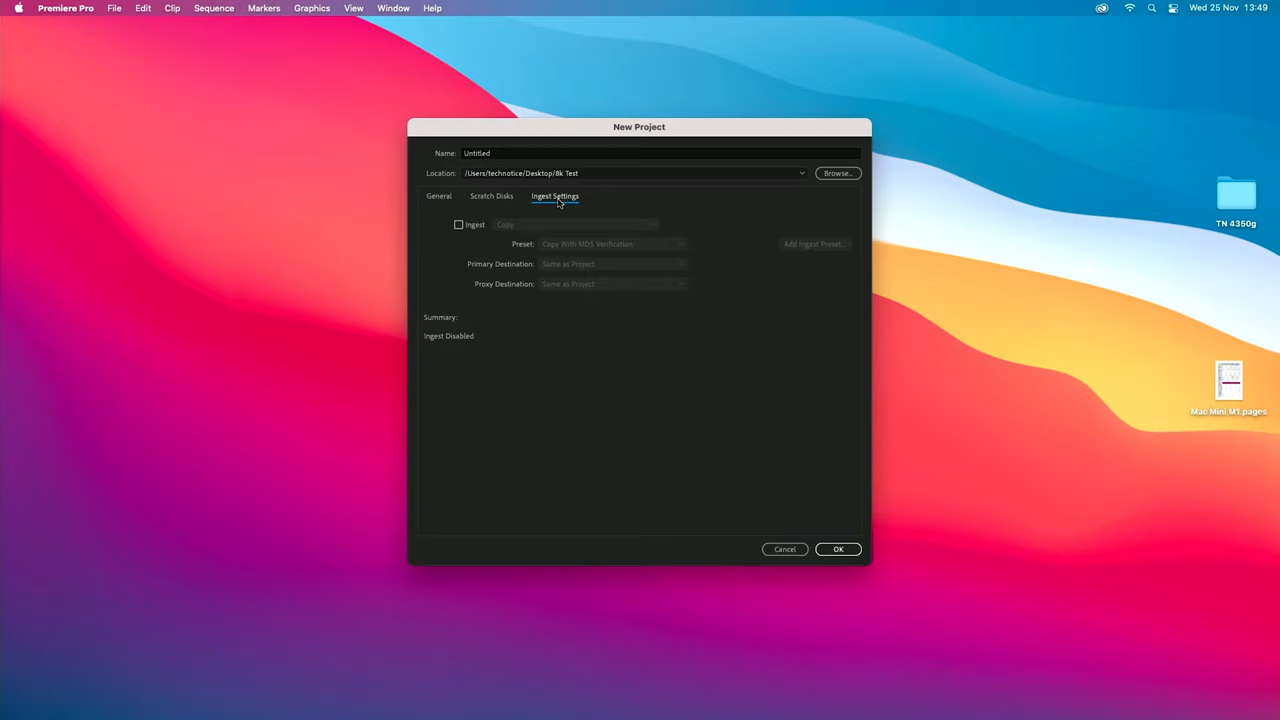 Premiere Pro File Edit Clip Sequence Markers Graphics View Window Help Wed 25 Nov 13:49
New Project
Name: Untitled
Location: /Users/technotice/Desktop/8k Test Browse...
General Scratch Disks Ingest Settings
Ingest Copy
Preset: Copy With MD5 Verification Add Ingest Preset...
Primary Destination: Same as Project
Proxy Destination: Same as Project
Summary:
Ingest Disabled
Cancel OK
TN 4350g
Mac Mini M1.pages